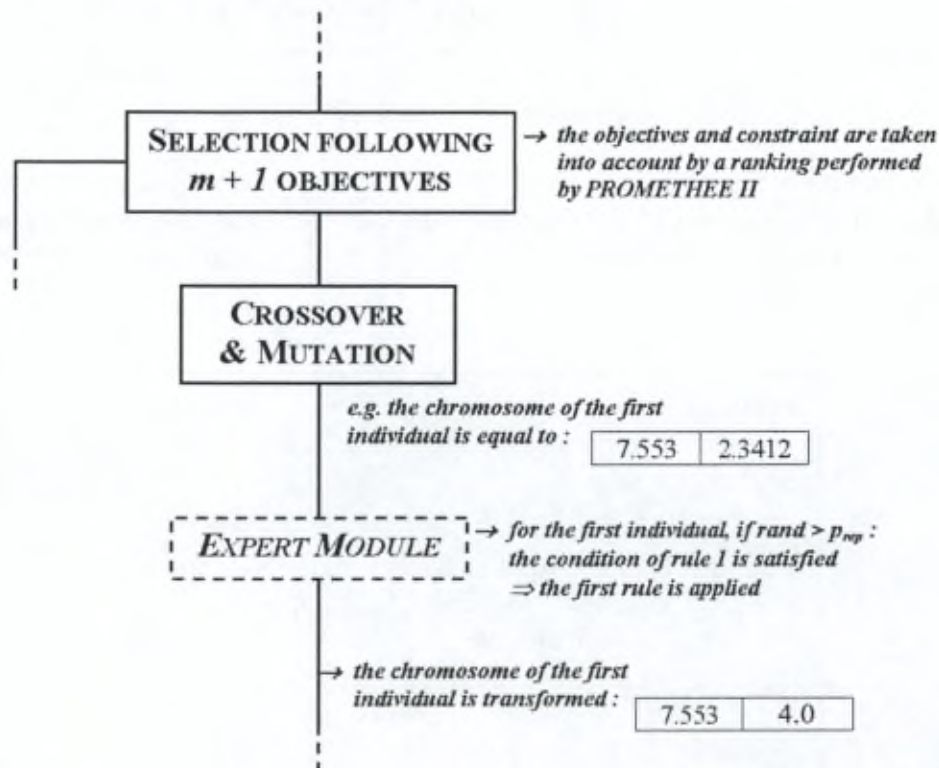 SELECTION FOLLOWING
m + 1 OBJECTIVES
→ the objectives and constraint are taken
into account by a ranking performed
by PROMETHEE II
CROSSOVER
& MUTATION
e.g. the chromosome of the first
individual is equal to :
7.553 2.3412
EXPERT MODULE
→ for the first individual, if rand > p_rep :
the condition of rule 1 is satisfied
⇒ the first rule is applied
→ the chromosome of the first
individual is transformed :
7.553 4.0